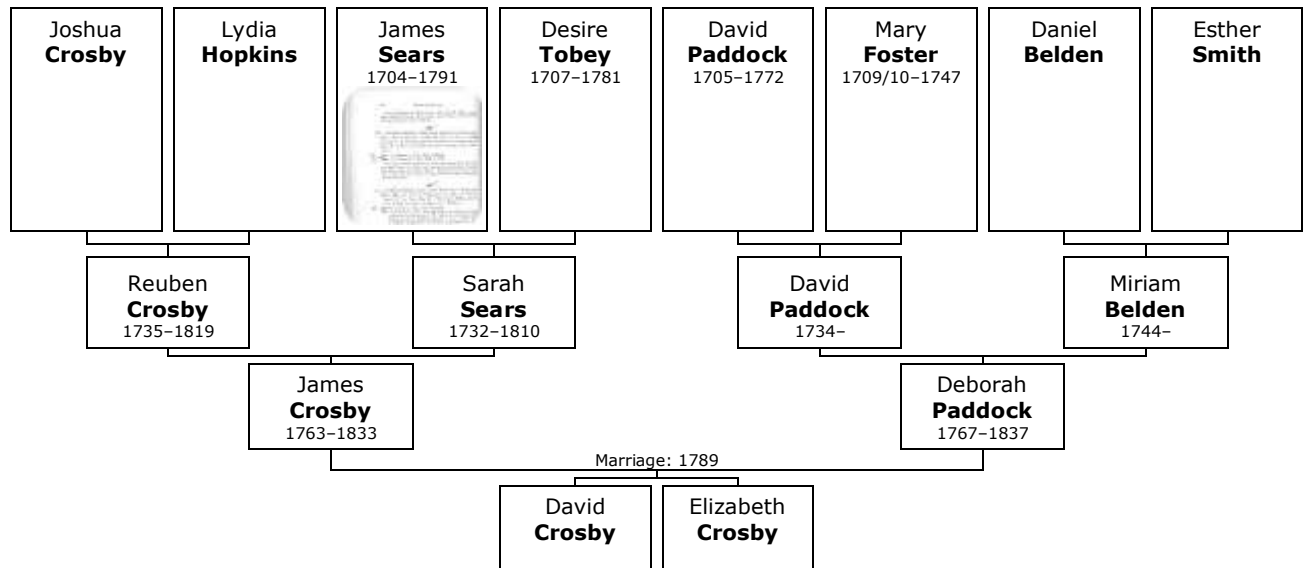 Joshua
Crosby
Lydia
Hopkins
James
Sears
1704–1791
Desire
Tobey
1707–1781
David
Paddock
1705–1772
Mary
Foster
1709/10–1747
Daniel
Belden
Esther
Smith
Reuben
Crosby
1735–1819
Sarah
Sears
1732–1810
David
Paddock
1734–
Miriam
Belden
1744–
James
Crosby
1763–1833
Deborah
Paddock
1767–1837
Marriage: 1789
David
Crosby
Elizabeth
Crosby